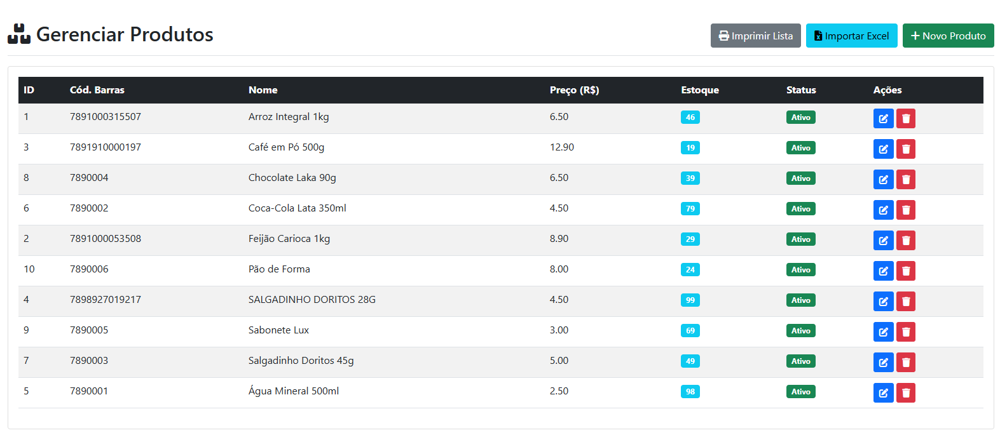 Gerenciar Produtos
Imprimir Lista Importar Excel Novo Produto
ID Cód. Barras Nome Preço (R$) Estoque Status Ações
1 7891000315507 Arroz Integral 1kg 6.50 46 Ativo
3 7891910000197 Café em Pó 500g 12.90 19 Ativo
8 7890004 Chocolate Laka 90g 6.50 39 Ativo
6 7890002 Coca-Cola Lata 350ml 4.50 79 Ativo
2 7891000053508 Feijão Carioca 1kg 8.90 29 Ativo
10 7890006 Pão de Forma 8.00 24 Ativo
4 7898927019217 SALGADINHO DORITOS 28G 4.50 99 Ativo
9 7890005 Sabonete Lux 3.00 69 Ativo
7 7890003 Salgadinho Doritos 45g 5.00 49 Ativo
5 7890001 Água Mineral 500ml 2.50 98 Ativo